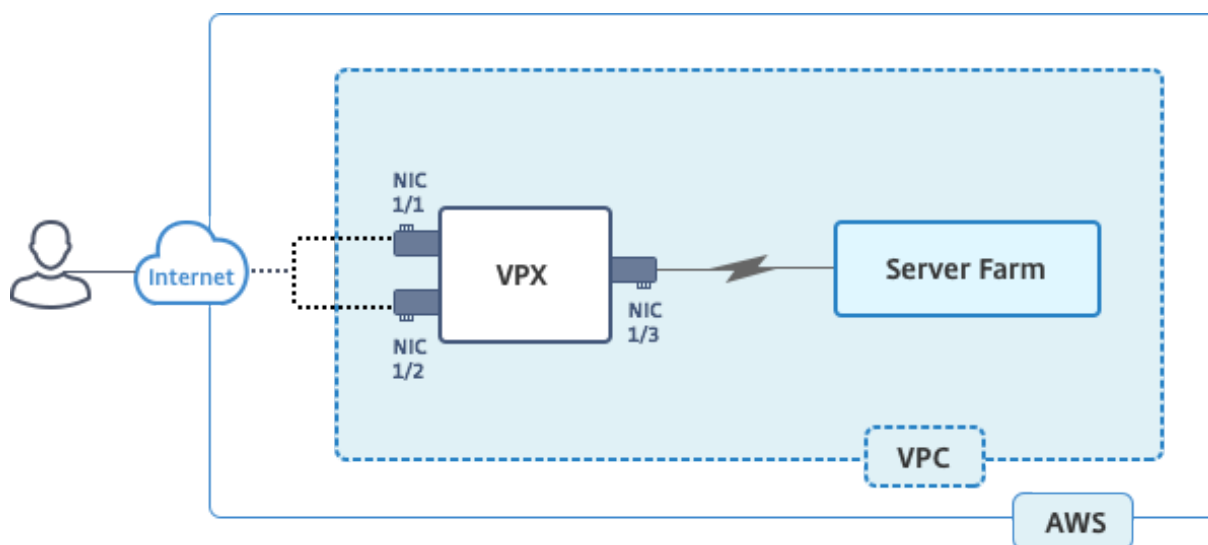 NIC
1/1
Internet
VPX
Server Farm
NIC
1/3
NIC
1/2
VPC
AWS